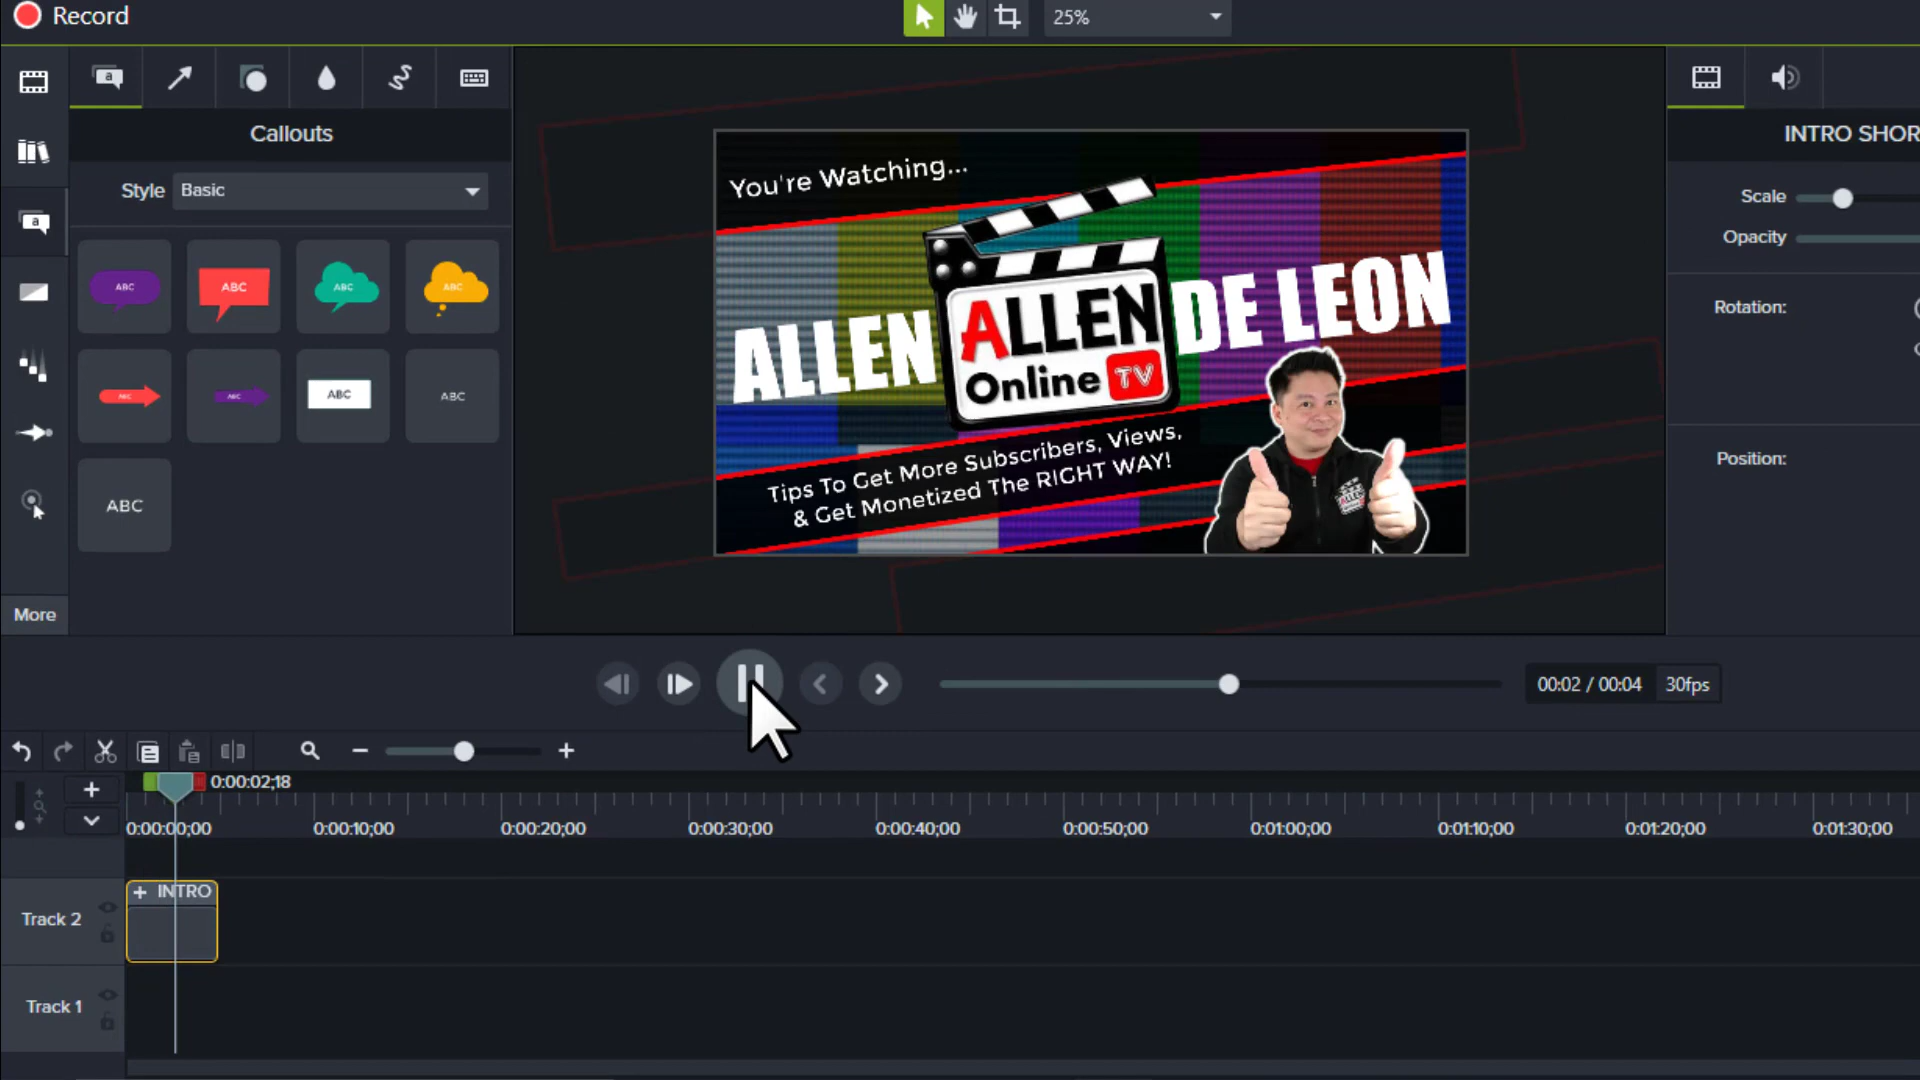 Record
25%
Callouts
Style Basic
ABC
ABC
ABC
ABC
ABC
ABC
ABC
ABC
ABC
More
You're Watching...
ALLEN DE LEON
ALLEN
Online TV
Tips To Get More Subscribers, Views,
& Get Monetized The RIGHT WAY!
ALLEN
INTRO SHOR
Scale
Opacity
Rotation:
Position:
00:02 / 00:04 30fps
0:00:02;18
0:00:00;00 0:00:10;00 0:00:20;00 0:00:30;00 0:00:40;00 0:00:50;00 0:01:00;00 0:01:10;00 0:01:20;00 0:01:30;00
+ INTRO
Track 2
Track 1